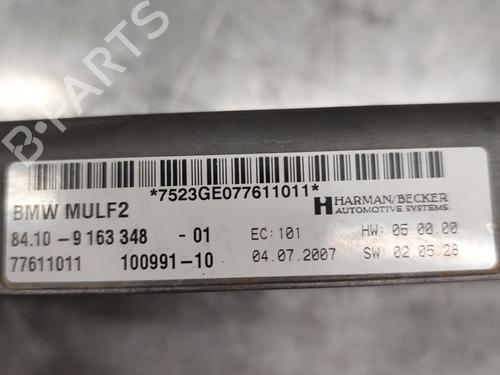 *7523GE077611011*
BMW MULF2
HARMAN/BECKER
AUTOMOTIVE SYSTEMS
84.10 - 9 163 348 - 01 EC: 101 HW: 05.00.00
77611011 100991-10 04.07.2007 SW: 02.05.26
B-PARTS